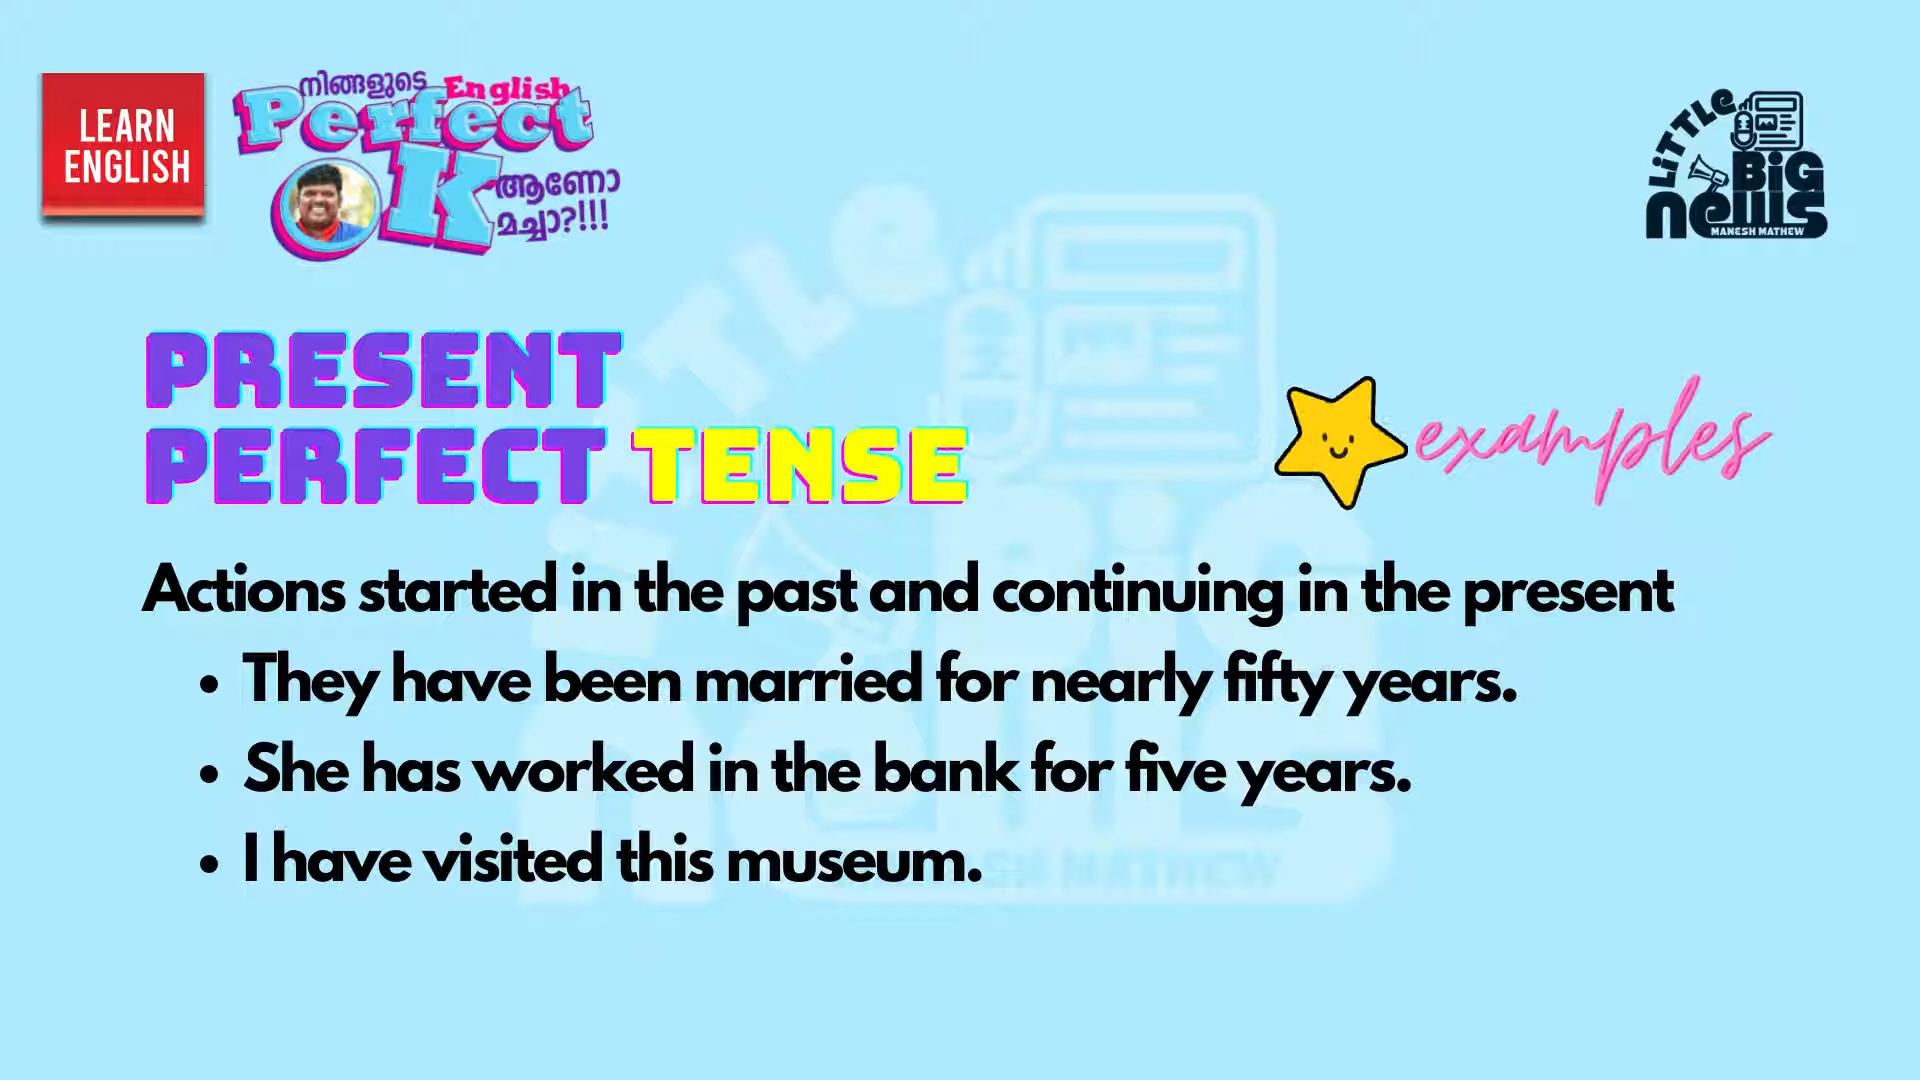 LEARN
ENGLISH
നിങ്ങളുടെ English
Perfect
OK ആണോ
മച്ചാ?!!!
LiTTLe
BiG
news
MANESH MATHEW
PRESENT
PERFECT TENSE
examples
Actions started in the past and continuing in the present
• They have been married for nearly fifty years.
• She has worked in the bank for five years.
• I have visited this museum.